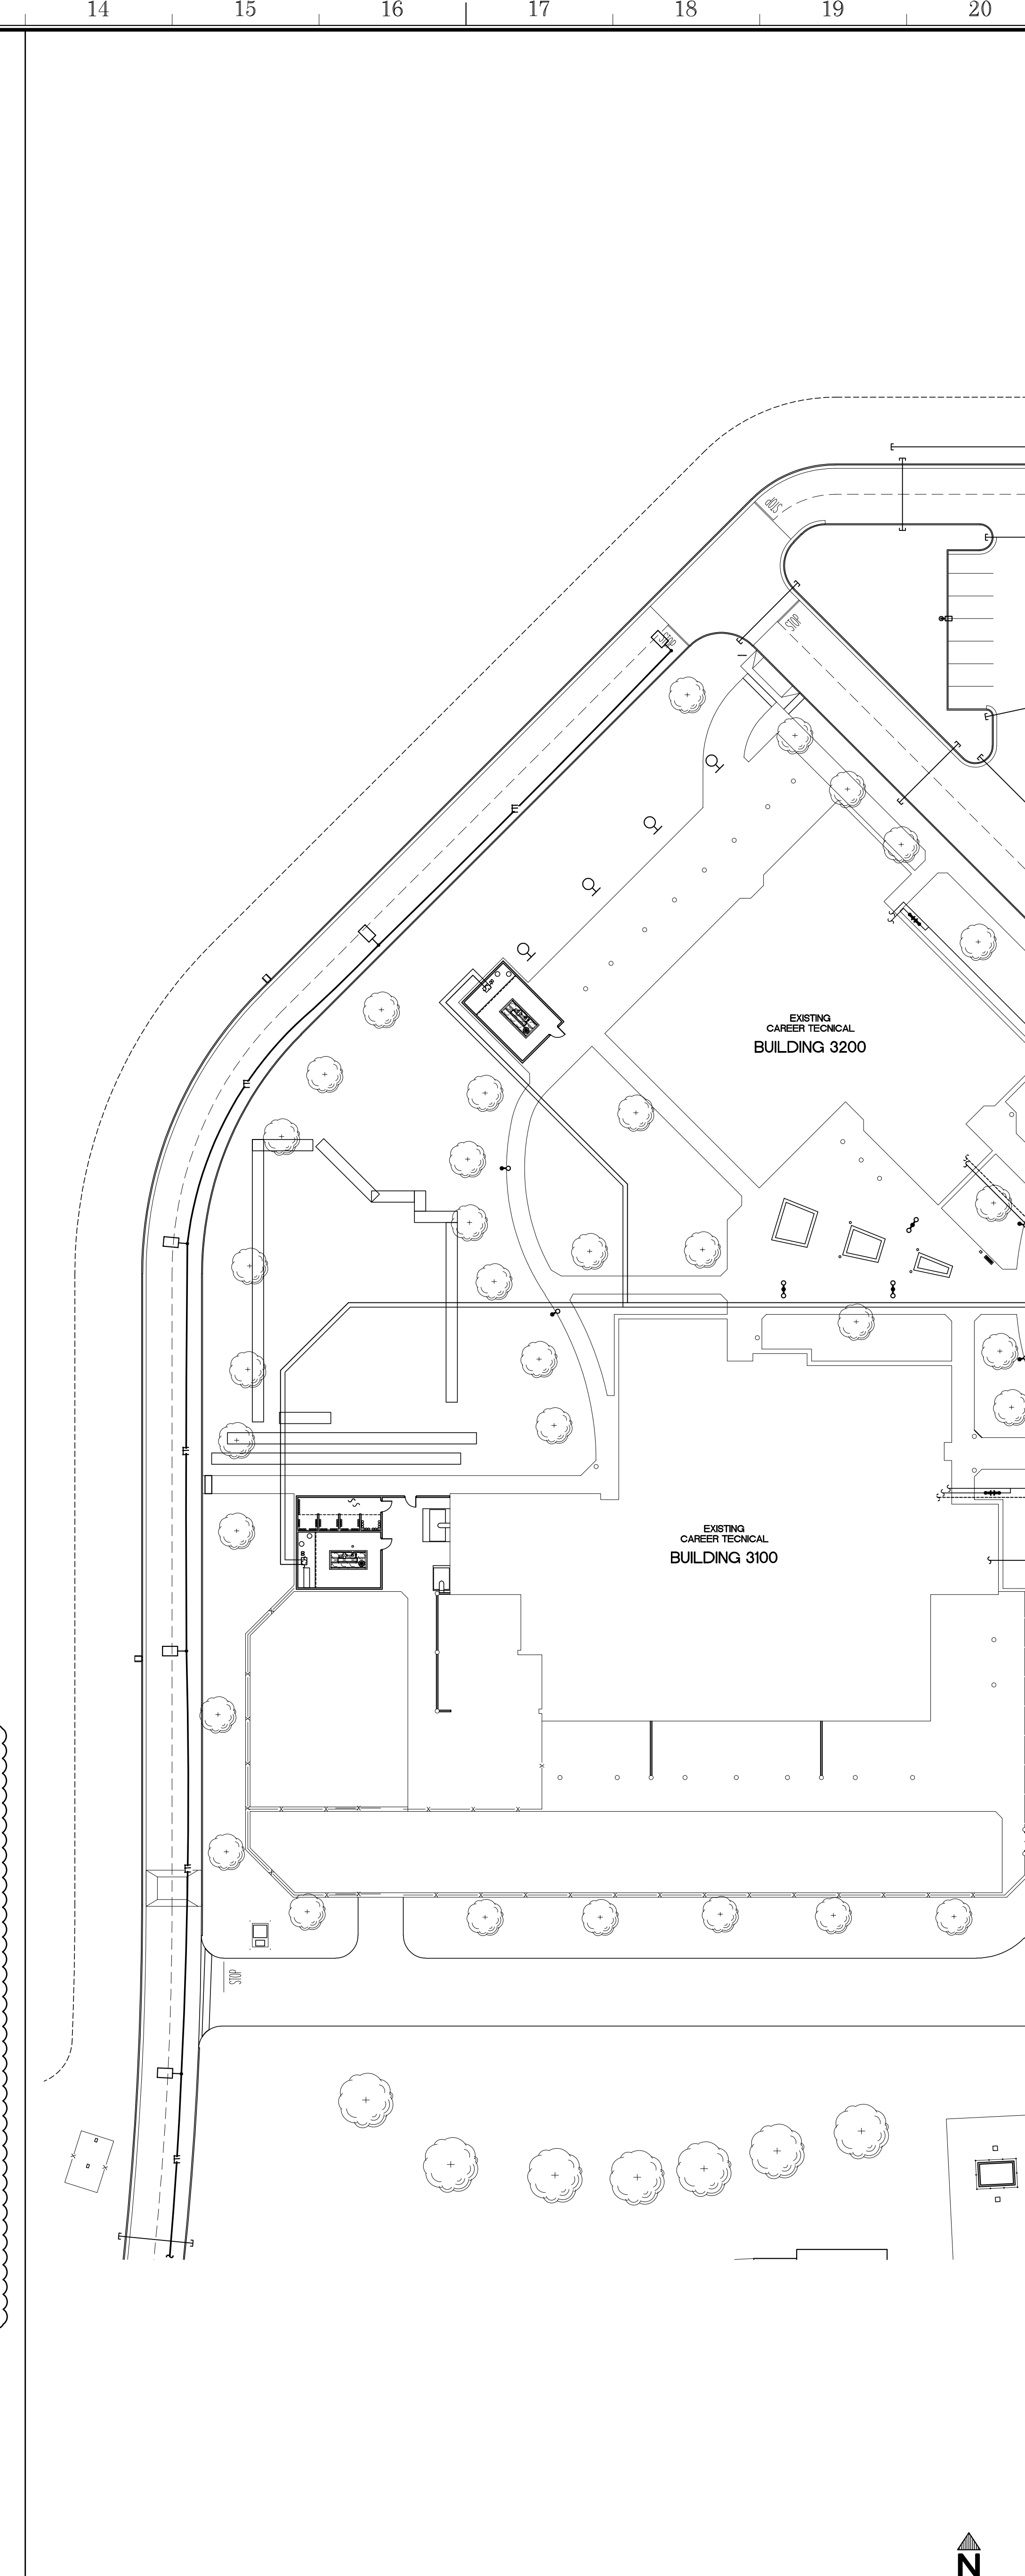 14 15 16 17 18 19 20
STOP
STOP
STOP
EXISTING
CAREER TECNICAL
BUILDING 3200
EXISTING
CAREER TECNICAL
BUILDING 3100
STOP
N